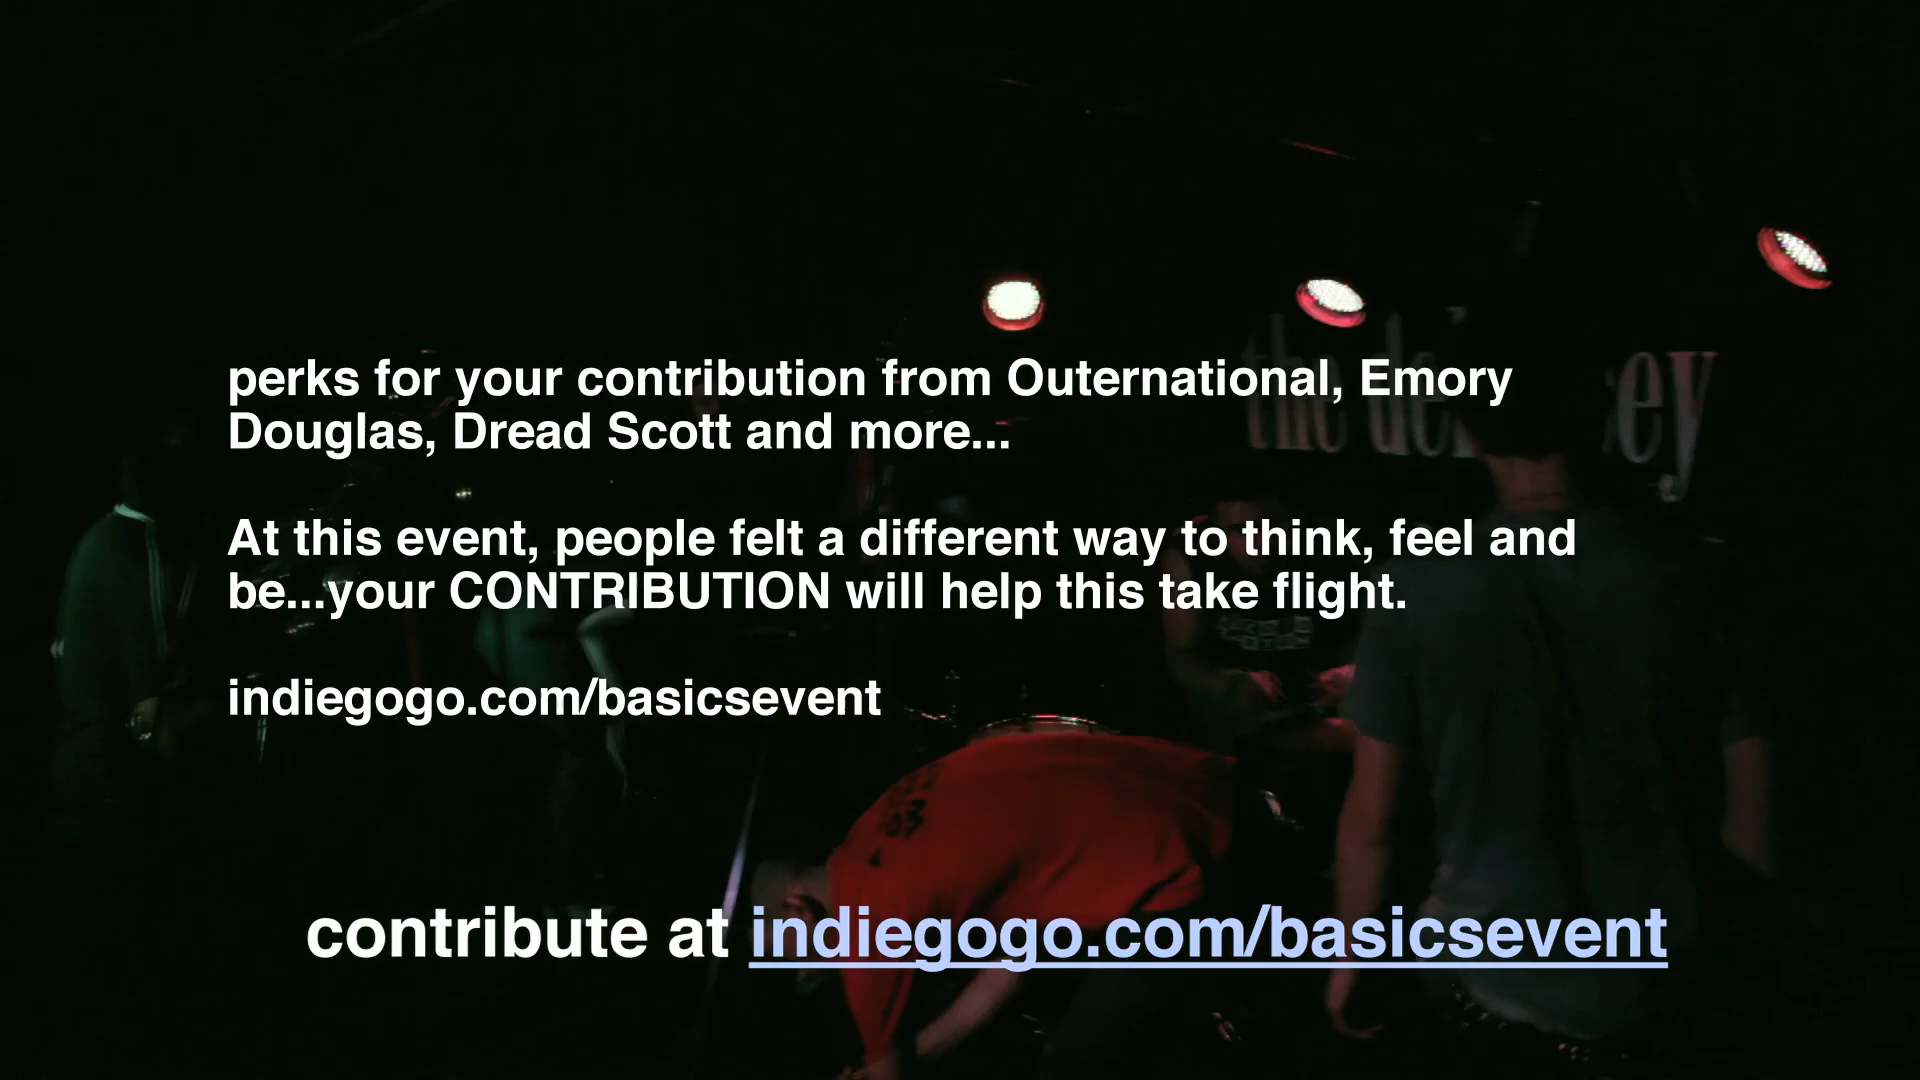 perks for your contribution from Outernational, Emory
Douglas, Dread Scott and more...
At this event, people felt a different way to think, feel and
be...your CONTRIBUTION will help this take flight.
indiegogo.com/basicsevent
contribute at indiegogo.com/basicsevent
the